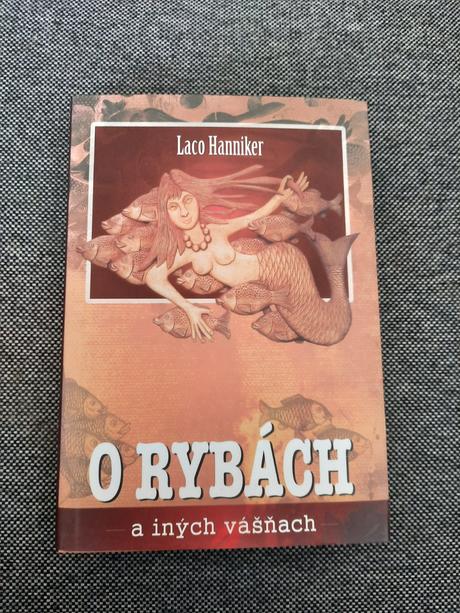 Laco Hanniker
O RYBÁCH
a iných vášňach